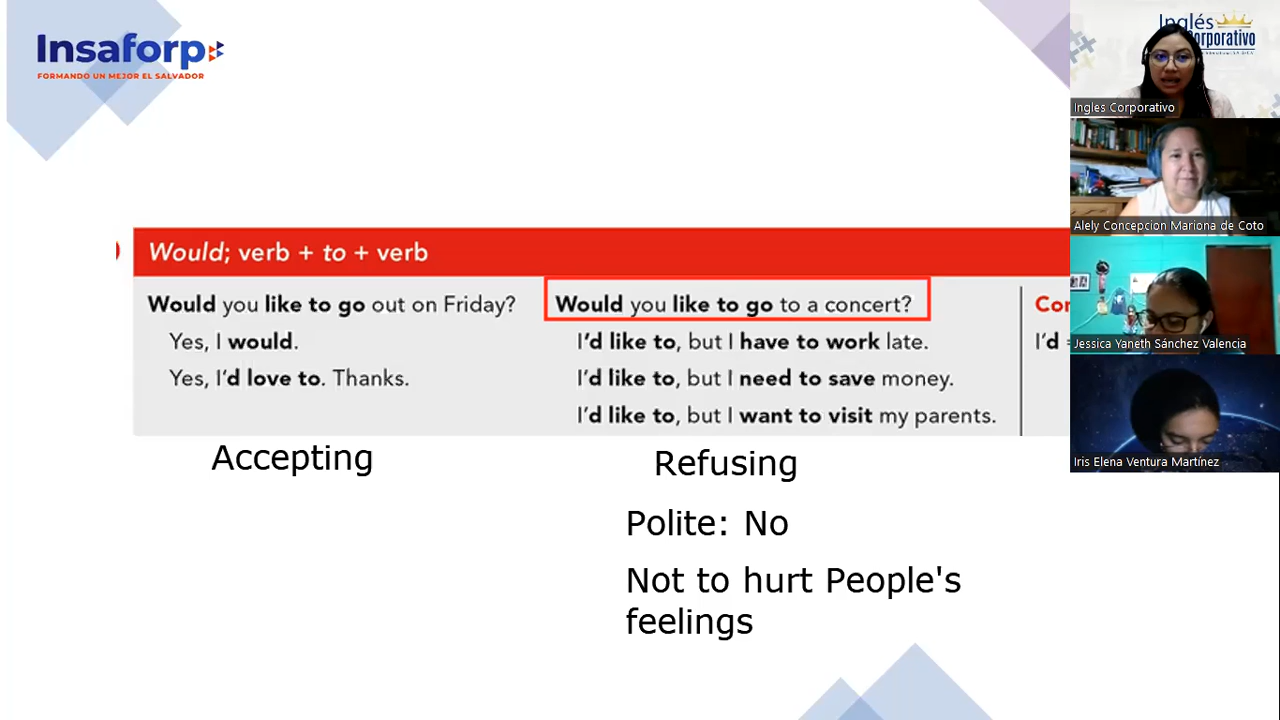 Insaforp
FORMANDO UN MEJOR EL SALVADOR
Inglés
Corporativo
Ingles Corporativo
Alely Concepcion Mariona de Coto
Jessica Yaneth Sánchez Valencia
Iris Elena Ventura Martínez
Would; verb + to + verb
Would you like to go out on Friday?
Yes, I would.
Yes, I'd love to. Thanks.
Would you like to go to a concert?
I'd like to, but I have to work late.
I'd like to, but I need to save money.
I'd like to, but I want to visit my parents.
I'd =
Accepting
Refusing
Polite: No
Not to hurt People's
feelings